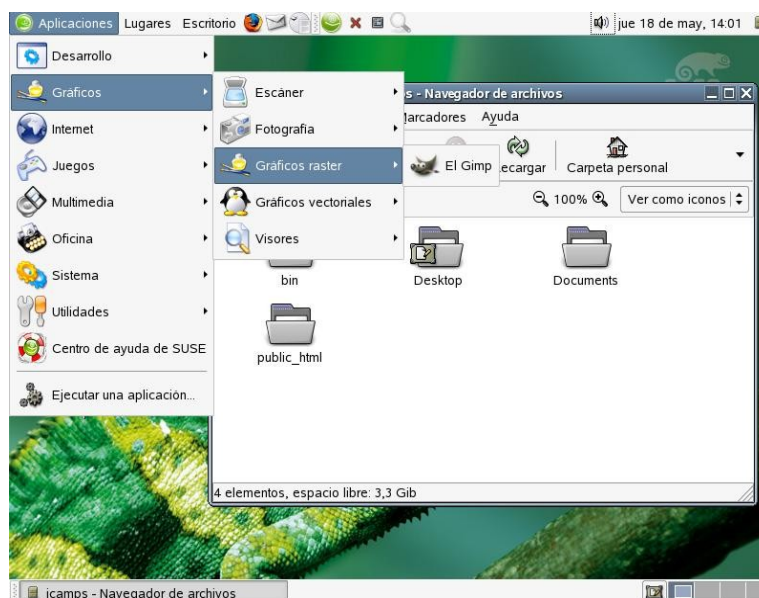 Aplicaciones Lugares Escritorio
jue 18 de may, 14:01
Desarrollo
Gráficos
Internet
Juegos
Multimedia
Oficina
Sistema
Utilidades
Centro de ayuda de SUSE
Ejecutar una aplicación...
Escáner
Fotografía
Gráficos raster
Gráficos vectoriales
Visores
El Gimp
s - Navegador de archivos
Marcadores Ayuda
ecargar Carpeta personal
100% Ver como iconos
bin Desktop Documents
public_html
4 elementos, espacio libre: 3,3 Gib
jcamps - Navegador de archivos